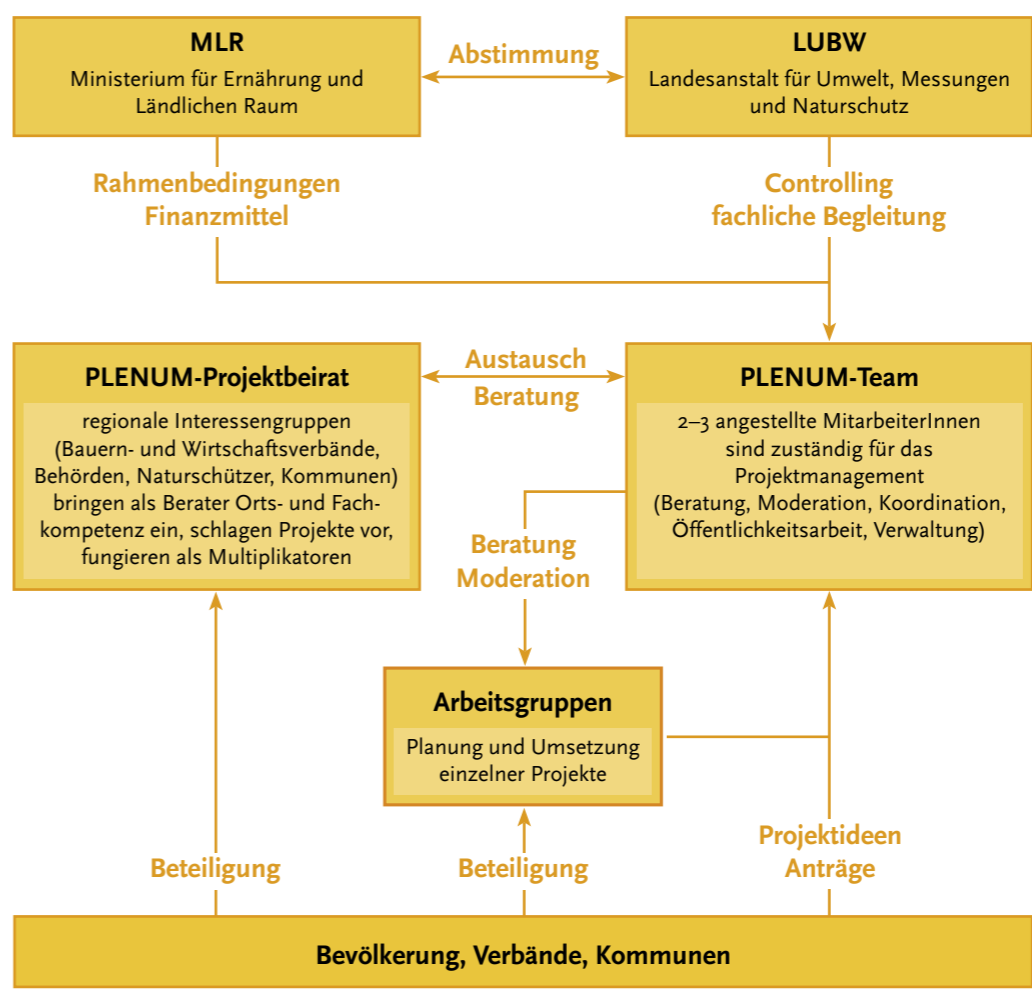 MLR
Ministerium für Ernährung und
Ländlichen Raum
Abstimmung
LUBW
Landesanstalt für Umwelt, Messungen
und Naturschutz
Rahmenbedingungen
Finanzmittel
Controlling
fachliche Begleitung
PLENUM-Projektbeirat
regionale Interessengruppen
(Bauern- und Wirtschaftsverbände,
Behörden, Naturschützer, Kommunen)
bringen als Berater Orts- und Fach-
kompetenz ein, schlagen Projekte vor,
fungieren als Multiplikatoren
Austausch
Beratung
PLENUM-Team
2–3 angestellte MitarbeiterInnen
sind zuständig für das
Projektmanagement
(Beratung, Moderation, Koordination,
Öffentlichkeitsarbeit, Verwaltung)
Beratung
Moderation
Arbeitsgruppen
Planung und Umsetzung
einzelner Projekte
Beteiligung
Beteiligung
Projektideen
Anträge
Bevölkerung, Verbände, Kommunen